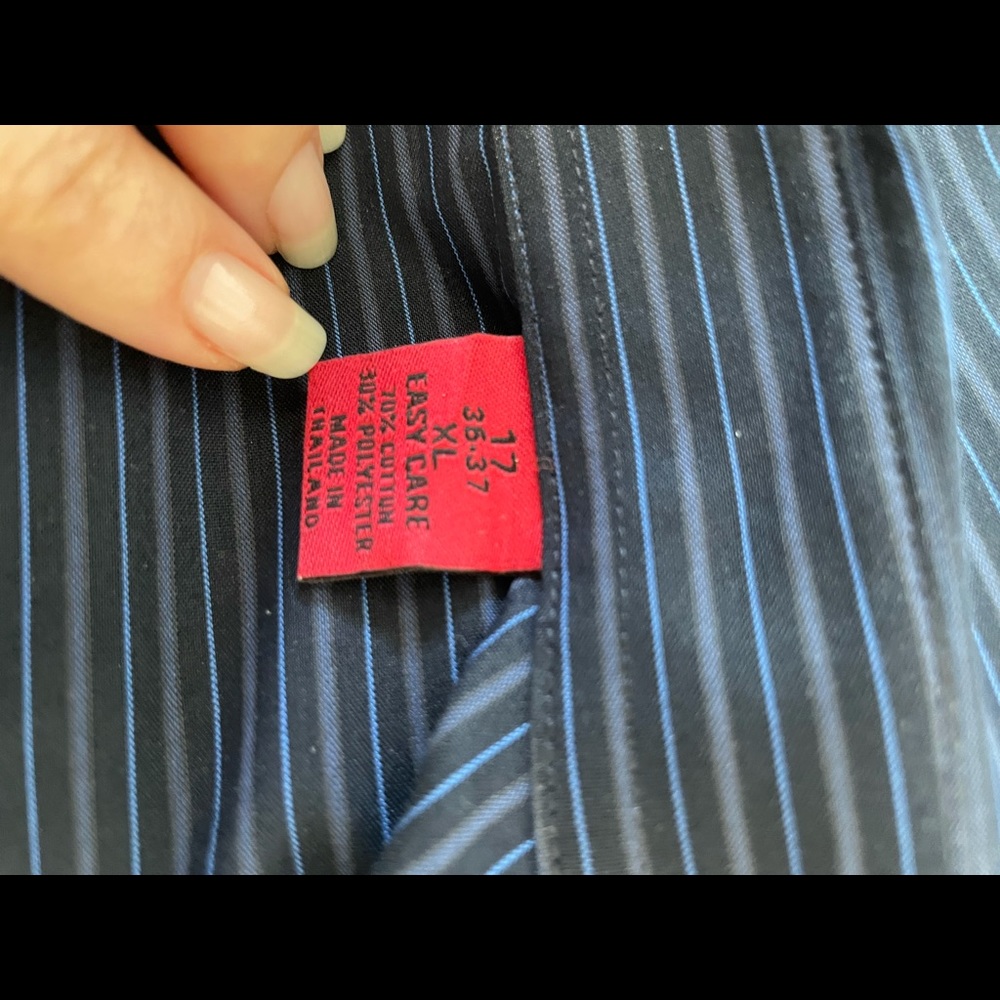 17
36.37
XL
EASY CARE
70% COTTON
30% POLYESTER
MADE IN
THAILAND